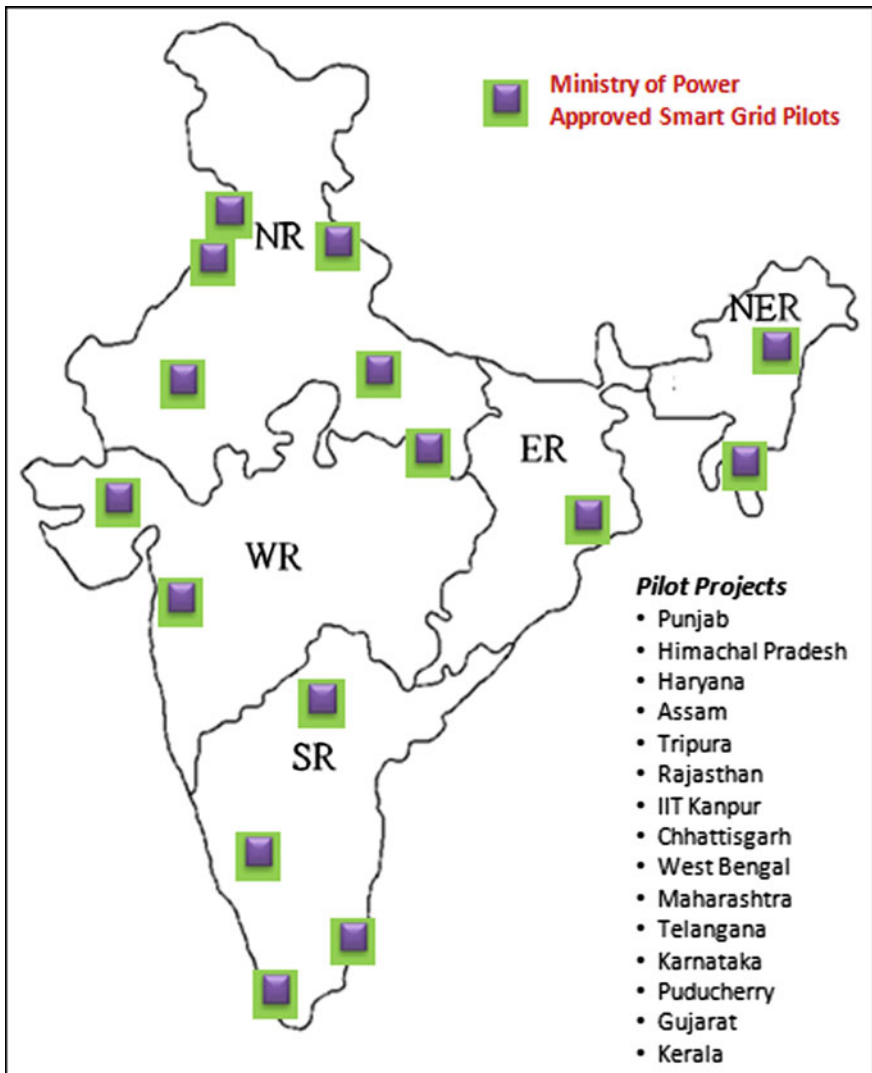 Ministry of Power
Approved Smart Grid Pilots
NR
NER
ER
WR
SR
Pilot Projects
• Punjab
• Himachal Pradesh
• Haryana
• Assam
• Tripura
• Rajasthan
• IIT Kanpur
• Chhattisgarh
• West Bengal
• Maharashtra
• Telangana
• Karnataka
• Puducherry
• Gujarat
• Kerala